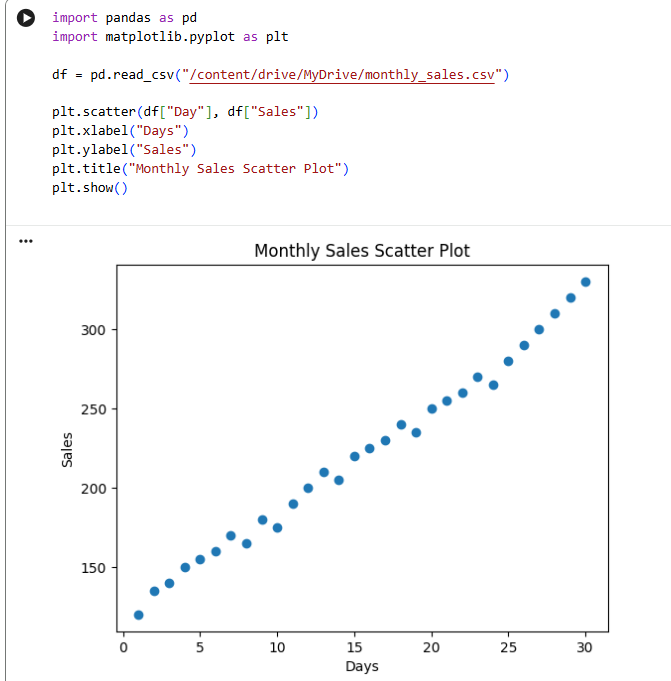 import pandas as pd
import matplotlib.pyplot as plt
df = pd.read_csv("/content/drive/MyDrive/monthly_sales.csv")
plt.scatter(df["Day"], df["Sales"])
plt.xlabel("Days")
plt.ylabel("Sales")
plt.title("Monthly Sales Scatter Plot")
plt.show()
Monthly Sales Scatter Plot
300
250
200
150
Sales
0 5 10 15 20 25 30
Days